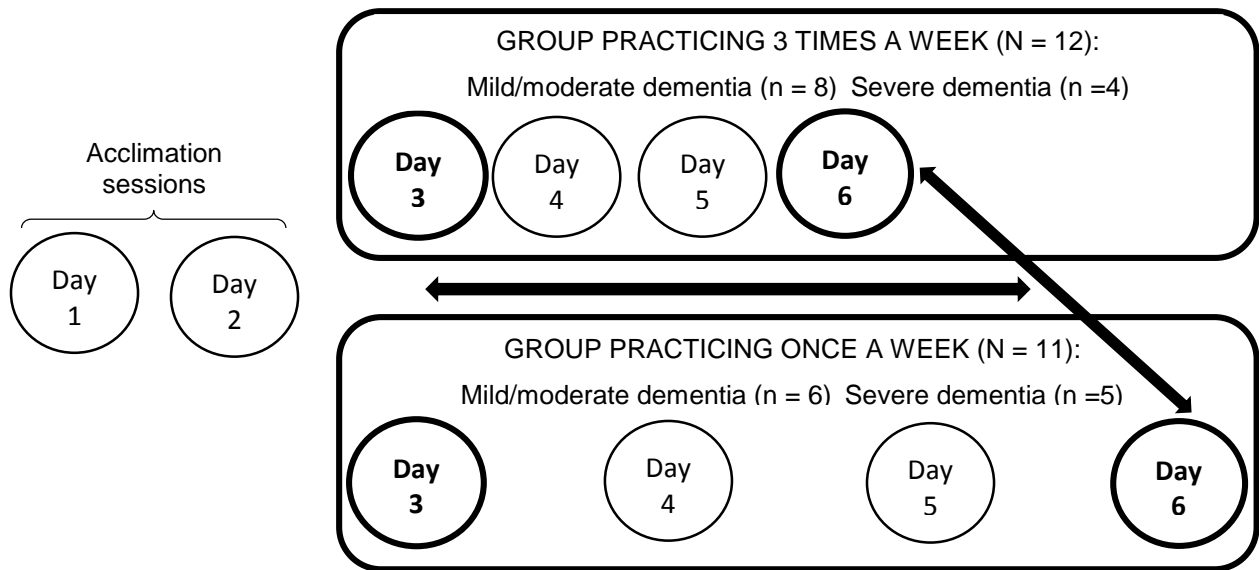 GROUP PRACTICING 3 TIMES A WEEK (N = 12):
Mild/moderate dementia (n = 8)  Severe dementia (n =4)
Acclimation
sessions
Day
3
Day
4
Day
5
Day
6
Day
1
Day
2
GROUP PRACTICING ONCE A WEEK (N = 11):
Mild/moderate dementia (n = 6)  Severe dementia (n =5)
Day
3
Day
4
Day
5
Day
6